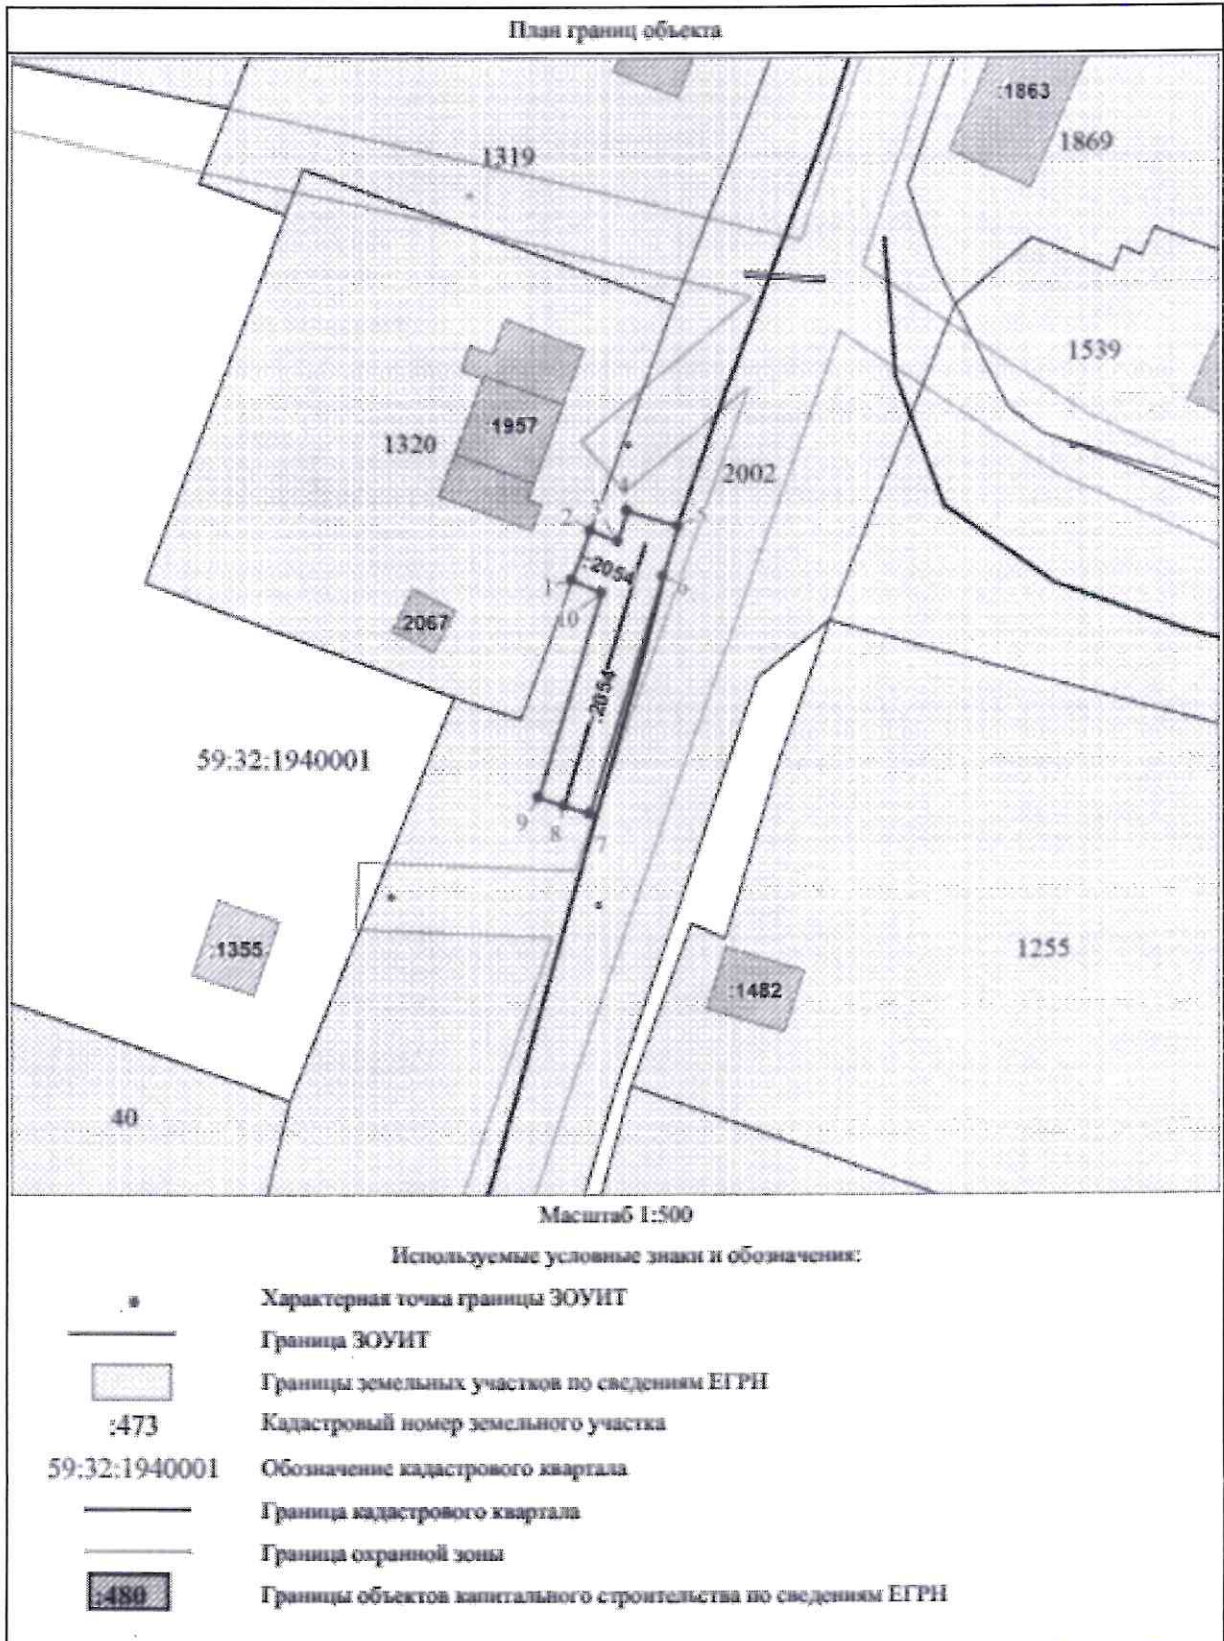 План границ объекта
:1863
1869
1319
1539
:1957
1320
2002
2
3
4
5
:2054
1
10
6
:2067
:2054
59:32:1940001
9
8
7
:1355
1255
:1482
40
Масштаб 1:500
Используемые условные знаки и обозначения:
Характерная точка границы ЗОУИТ
Граница ЗОУИТ
Границы земельных участков по сведениям ЕГРН
:473 Кадастровый номер земельного участка
59:32:1940001 Обозначение кадастрового квартала
Граница кадастрового квартала
Граница охранной зоны
:480 Границы объектов капитального строительства по сведениям ЕГРН